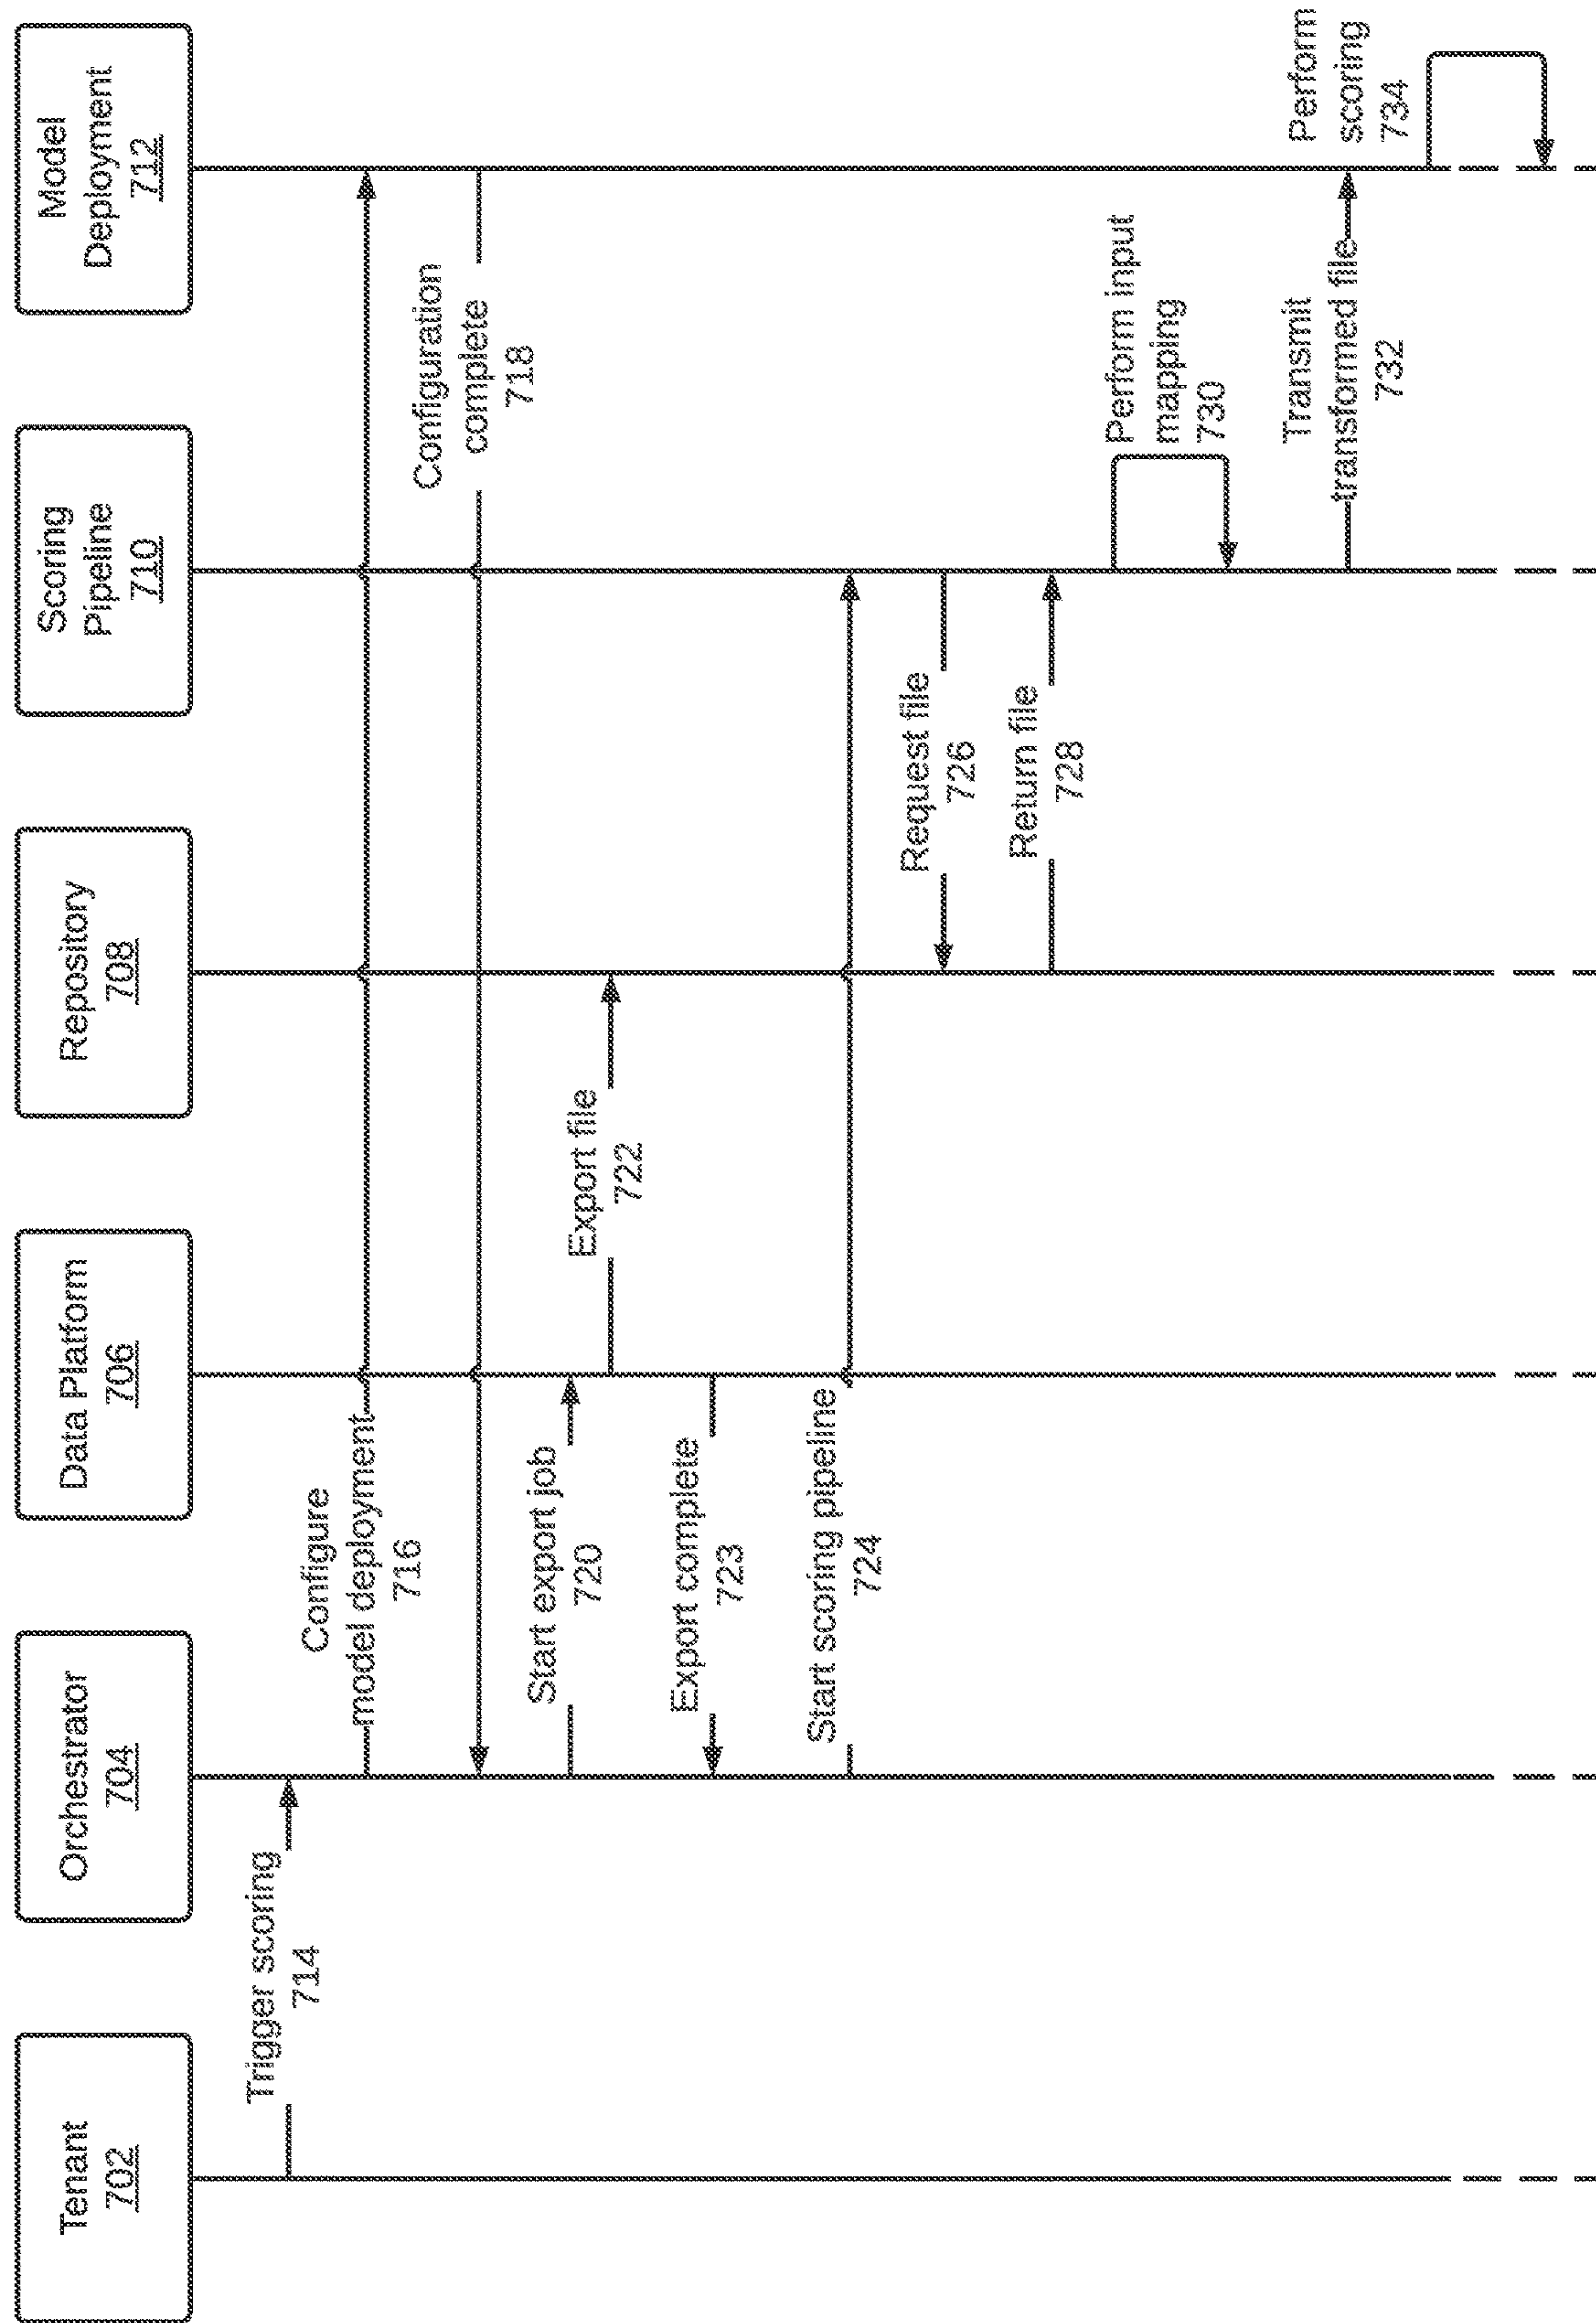 Tenant
702
Orchestrator
704
Data Platform
706
Repository
708
Scoring
Pipeline
710
Model
Deployment
712
Trigger scoring
714
Configure
model deployment
716
Configuration
complete
718
Start export job
720
Export file
722
Export complete
723
Start scoring pipeline
724
Request file
726
Return file
728
Perform input
mapping
730
Transmit
transformed file
732
Perform
scoring
734